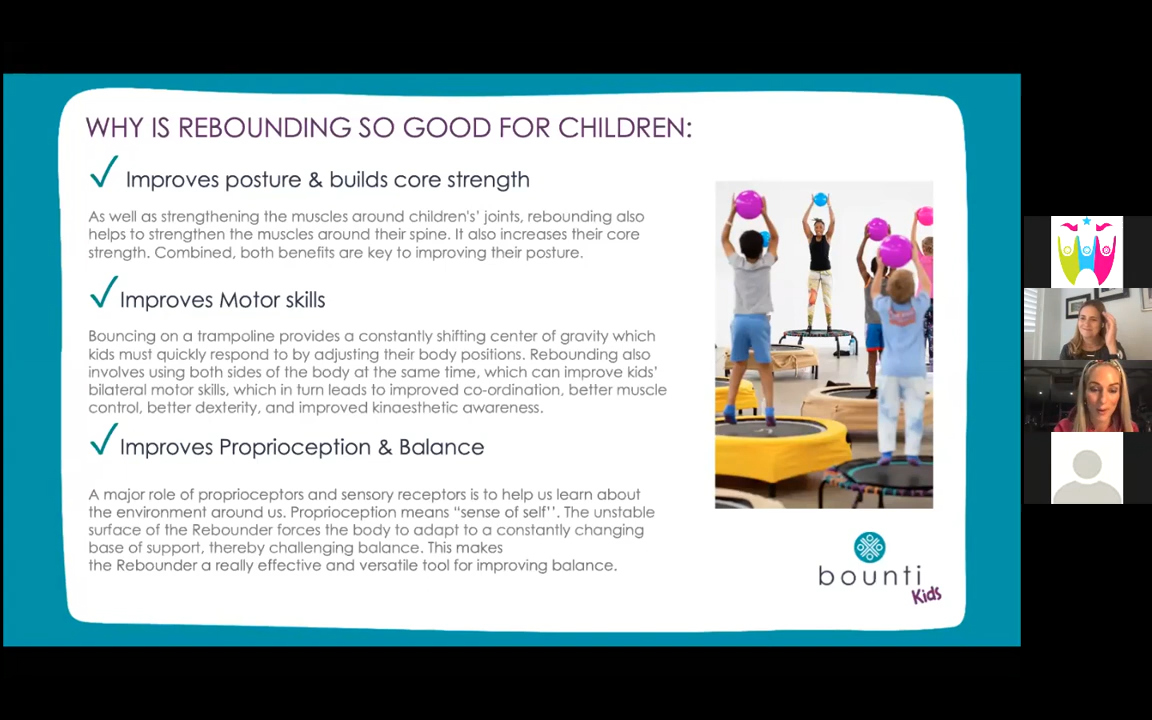 WHY IS REBOUNDING SO GOOD FOR CHILDREN:
Improves posture & builds core strength
As well as strengthening the muscles around children's' joints, rebounding also
helps to strengthen the muscles around their spine. It also increases their core
strength. Combined, both benefits are key to improving their posture.
Improves Motor skills
Bouncing on a trampoline provides a constantly shifting center of gravity which
kids must quickly respond to by adjusting their body positions. Rebounding also
involves using both sides of the body at the same time, which can improve kids'
bilateral motor skills, which in turn leads to improved co-ordination, better muscle
control, better dexterity, and improved kinaesthetic awareness.
Improves Proprioception & Balance
A major role of proprioceptors and sensory receptors is to help us learn about
the environment around us. Proprioception means “sense of self’’. The unstable
surface of the Rebounder forces the body to adapt to a constantly changing
base of support, thereby challenging balance. This makes
the Rebounder a really effective and versatile tool for improving balance.
bounti
Kids